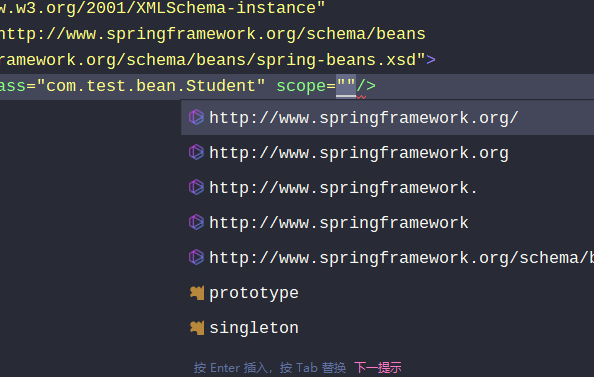 w.w3.org/2001/XMLSchema-instance"
http://www.springframework.org/schema/beans
ramework.org/schema/beans/spring-beans.xsd">
ass="com.test.bean.Student" scope=""/>
http://www.springframework.org/
http://www.springframework.org
http://www.springframework.
http://www.springframework
http://www.springframework.org/schema/b
prototype
singleton
按 Enter 插入，按 Tab 替换 下一提示